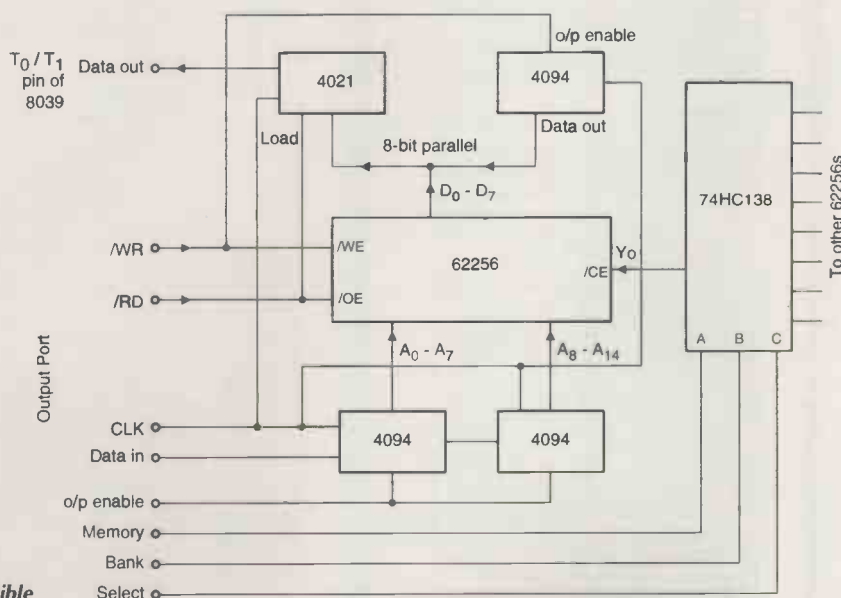 o/p enable
T0 / T1
pin of
8039
Data out
4021
4094
Load
Data out
8-bit parallel
D0 - D7
74HC138
To other 62256s
/WR
/WE
62256
Yo
/CE
/RD
/OE
A0 - A7
A8 - A14
A B C
Output Port
CLK
4094
4094
Data in
o/p enable
Memory
Bank
Select
ible